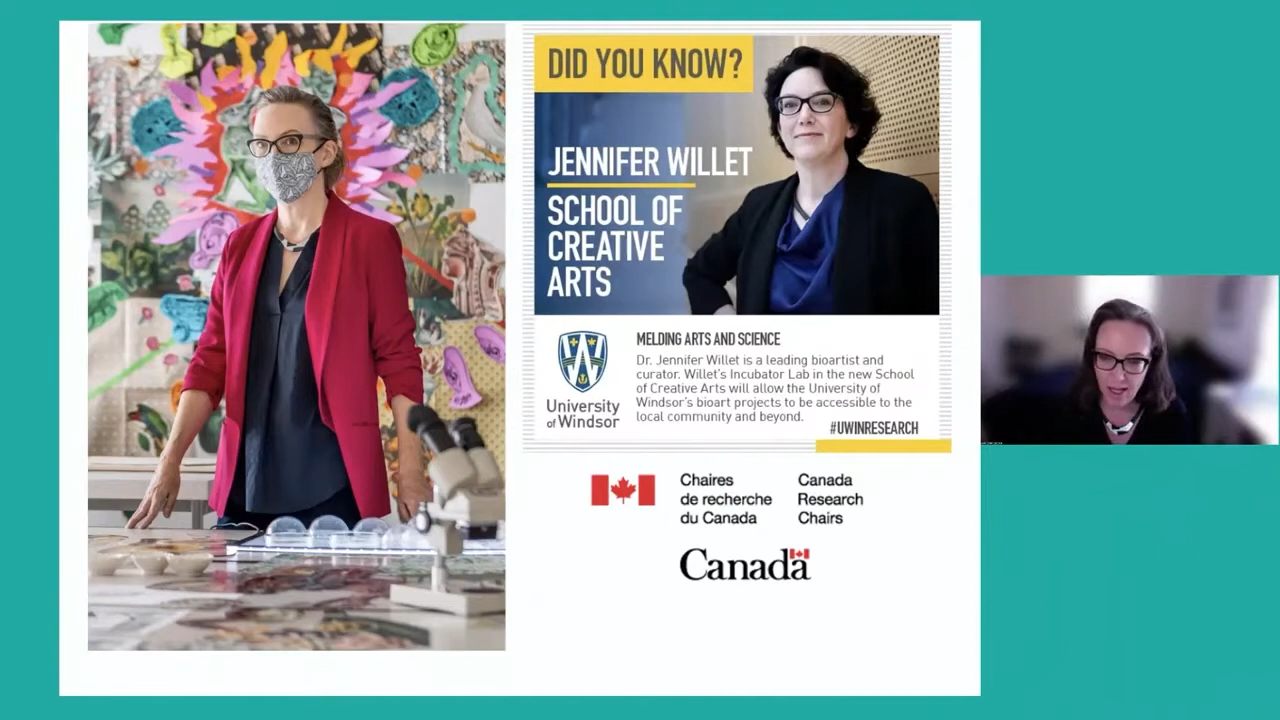 DID YOU KNOW?
JENNIFER WILLET
SCHOOL OF
CREATIVE
ARTS
University
of Windsor
MELDING ARTS AND SCIENCE
Dr. Jennifer Willet is a leading bioartist and
curator. Willet's Incubator Lab in the new School
of Creative Arts will allow the University of
Windsor's bioart projects to be accessible to the
local community and beyond.
#UWINRESEARCH
Chaires
de recherche
du Canada
Canada
Research
Chairs
Canada